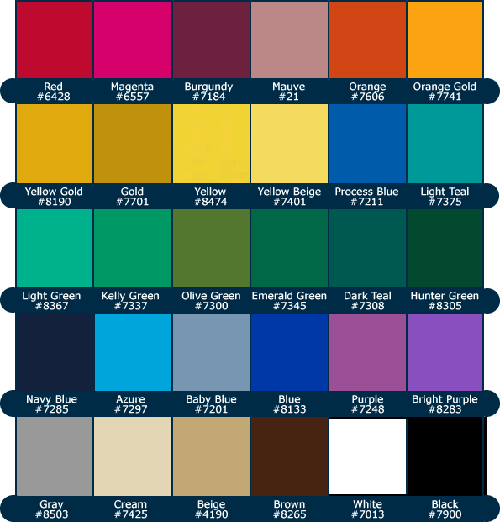 Red Magenta Burgundy Mauve Orange Orange Gold
#6428 #6557 #7184 #21 #7606 #7741
Yellow Gold Gold Yellow Yellow Beige Process Blue Light Teal
#8190 #7701 #8474 #7401 #7211 #7375
Light Green Kelly Green Olive Green Emerald Green Dark Teal Hunter Green
#8367 #7337 #7300 #7345 #7308 #8305
Navy Blue Azure Baby Blue Blue Purple Bright Purple
#7285 #7297 #7201 #8133 #7248 #8283
Gray Cream Beige Brown White Black
#8503 #7425 #4190 #8265 #7013 #7900